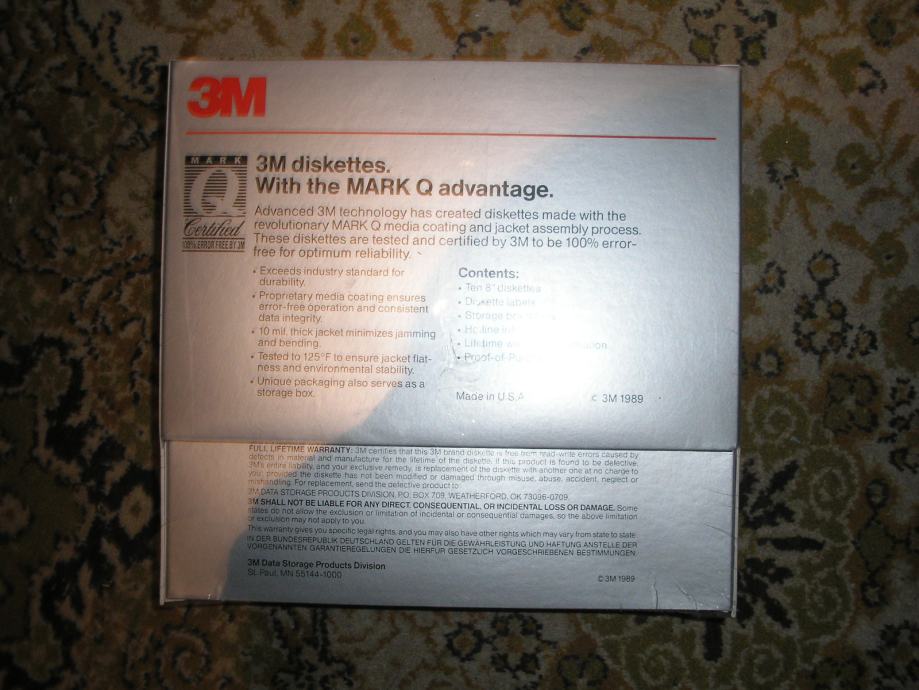 3M
MARK
Q
Certified
100% ERROR FREE BY 3M
3M diskettes.
With the MARK Q advantage.
Advanced 3M technology has created diskettes made with the
revolutionary MARK Q media coating and jacket assembly process.
These diskettes are tested and certified by 3M to be 100% error-
free for optimum reliability.
• Exceeds industry standard for
durability.
• Proprietary media coating ensures
error-free operation and consistent
data integrity.
• 10 mil. thick jacket minimizes jamming
and bending.
• Tested to 125°F to ensure jacket flat-
ness and environmental stability.
• Unique packaging also serves as a
storage box.
Contents:
• Ten 8" diskettes
• Diskette labels
• Storage
• Hotline
• Lifetime
• Proof-of-
Made in U.S.A.
© 3M 1989
FULL LIFETIME WARRANTY: 3M certifies that this 3M brand diskette is free from read-write errors caused by
defects in material and manufacture for the lifetime of the diskette. If this product is found to be defective,
3M's entire liability, and your exclusive remedy, is replacement of the diskette with another one at no charge to
you, provided the diskette has not been modified or damaged through misuse, abuse, accident, neglect or
mishandling. For replacement, send the defective product to:
3M DATA STORAGE PRODUCTS DIVISION, P.O. BOX 709, WEATHERFORD, OK 73096-0709.
3M SHALL NOT BE LIABLE FOR ANY DIRECT, CONSEQUENTIAL, OR INCIDENTAL LOSS OR DAMAGE. Some
states do not allow the exclusion or limitation of incidental or consequential damages, so the above limitation
or exclusion may not apply to you.
This warranty gives you specific legal rights, and you may also have other rights which may vary from state to state.
IN DER BUNDESREPUBLIK DEUTSCHLAND GELTEN FÜR DIE GEWÄHRLEISTUNG UND HAFTUNG ANSTELLE DER
VORGENANNTEN GARANTIEREGELUNGEN DIE HIERFÜR GESETZLICH VORGESCHRIEBENEN BESTIMMUNGEN.
3M Data Storage Products Division
St. Paul, MN 55144-1000
© 3M 1989